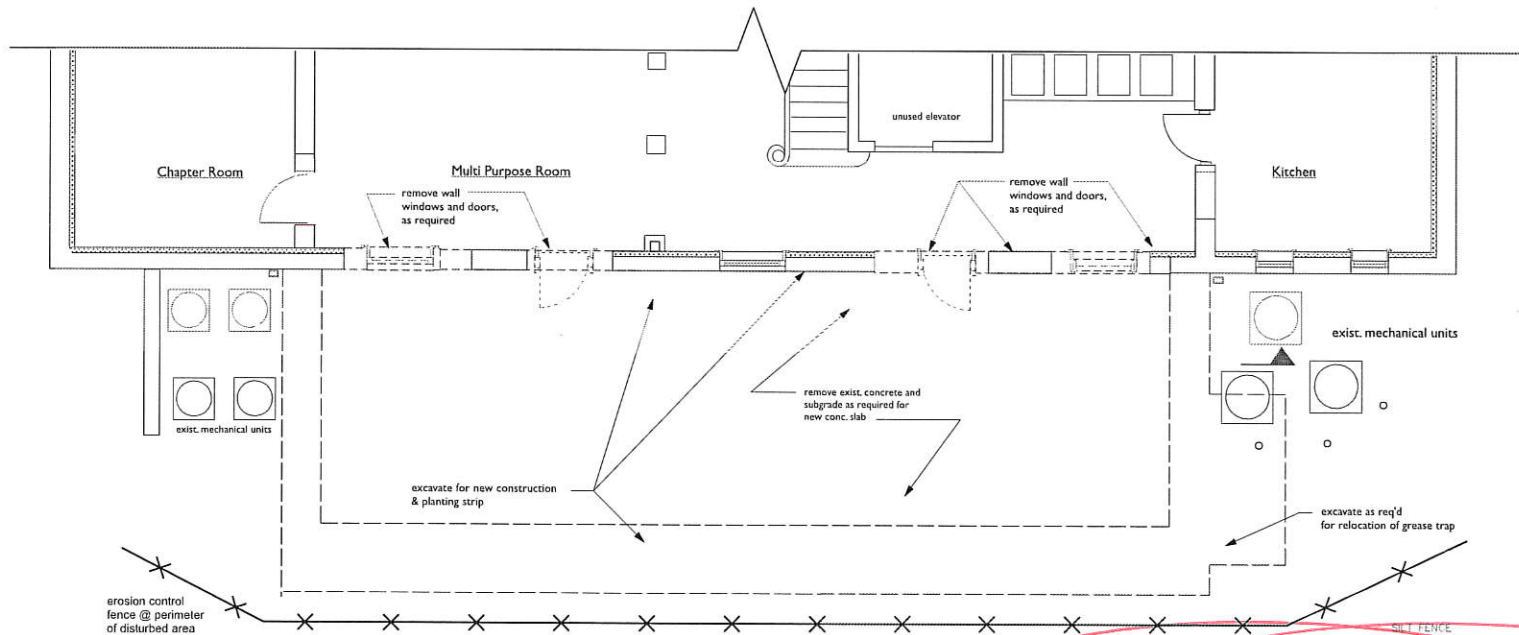 unused elevator
Chapter Room
Multi Purpose Room
Kitchen
remove wall
windows and doors,
as required
remove wall
windows and doors,
as required
exist. mechanical units
exist. mechanical units
remove exist. concrete and
subgrade as required for
new conc. slab
excavate for new construction
& planting strip
excavate as req'd
for relocation of grease trap
erosion control
fence @ perimeter
of disturbed area
SILT FENCE